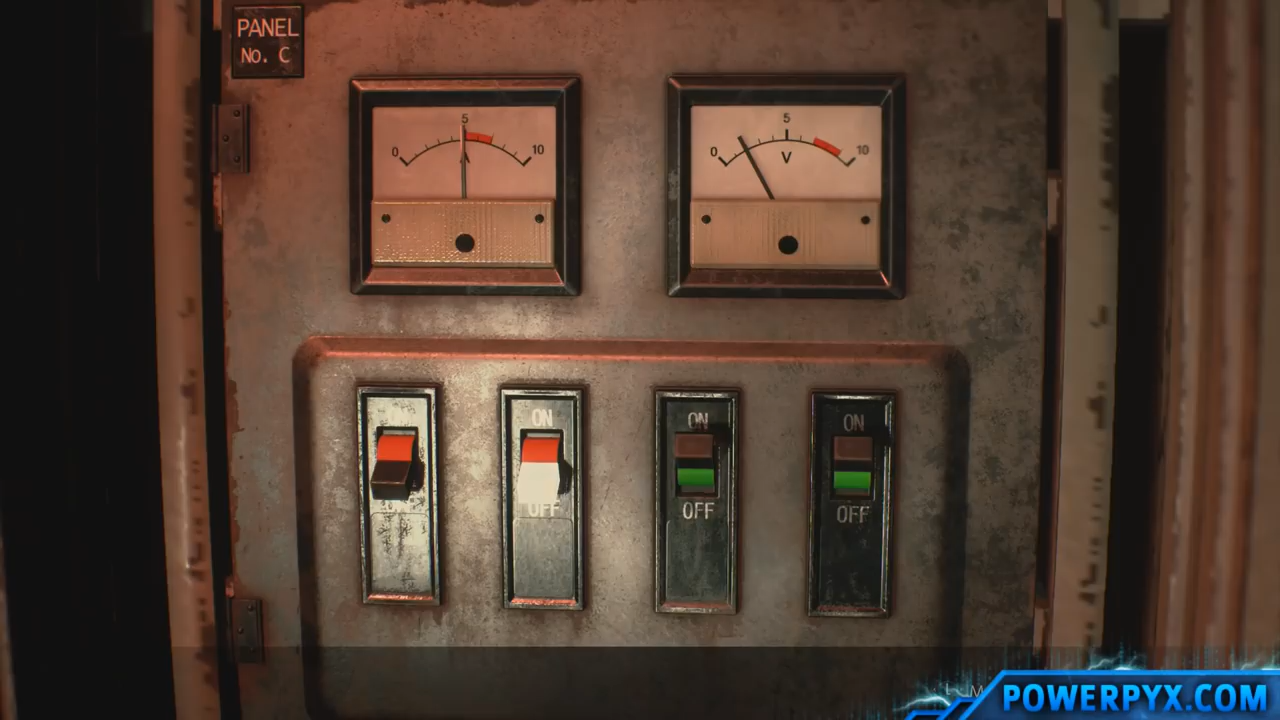 PANEL
No. C
0 5 10
A
0 5 10
V
ON ON ON
OFF OFF OFF
POWERPYX.COM